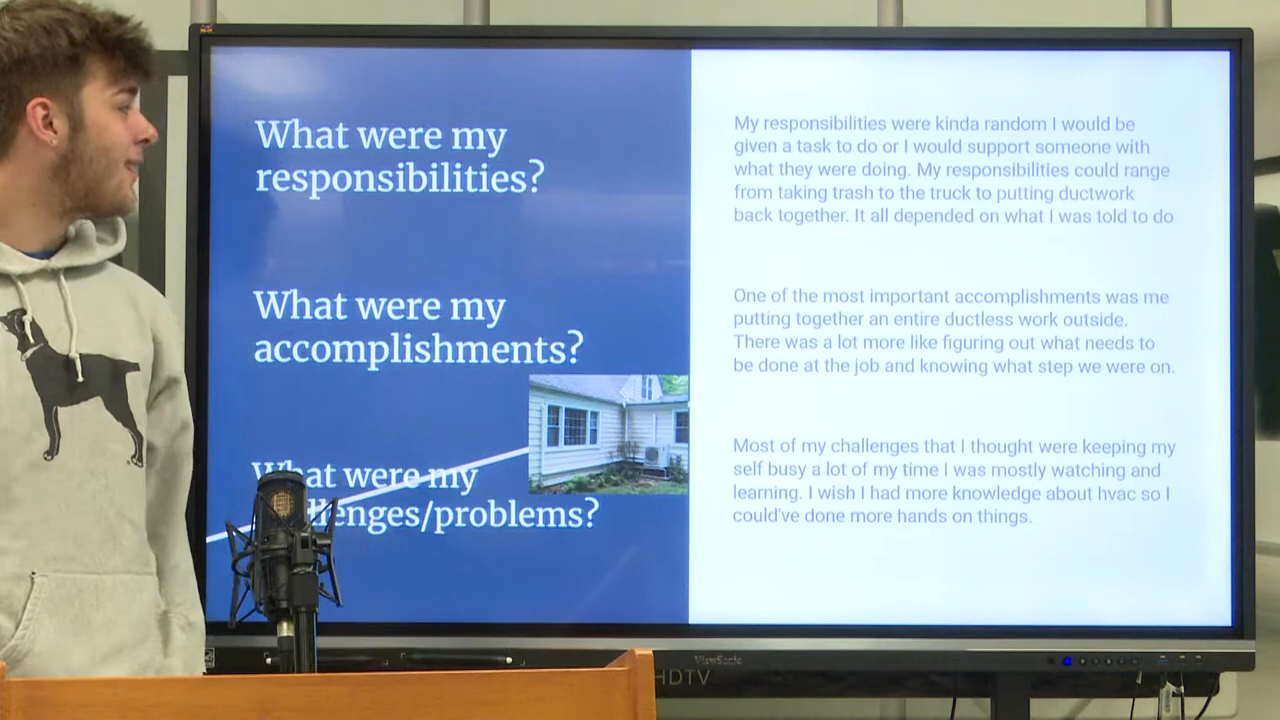 What were my
responsibilities?
My responsibilities were kinda random I would be
given a task to do or I would support someone with
what they were doing. My responsibilities could range
from taking trash to the truck to putting ductwork
back together. It all depended on what I was told to do
What were my
accomplishments?
One of the most important accomplishments was me
putting together an entire ductless work outside.
There was a lot more like figuring out what needs to
be done at the job and knowing what step we were on.
What were my
llenges/problems?
Most of my challenges that I thought were keeping my
self busy a lot of my time I was mostly watching and
learning. I wish I had more knowledge about hvac so I
could've done more hands on things.
ViewSonic
HDTV